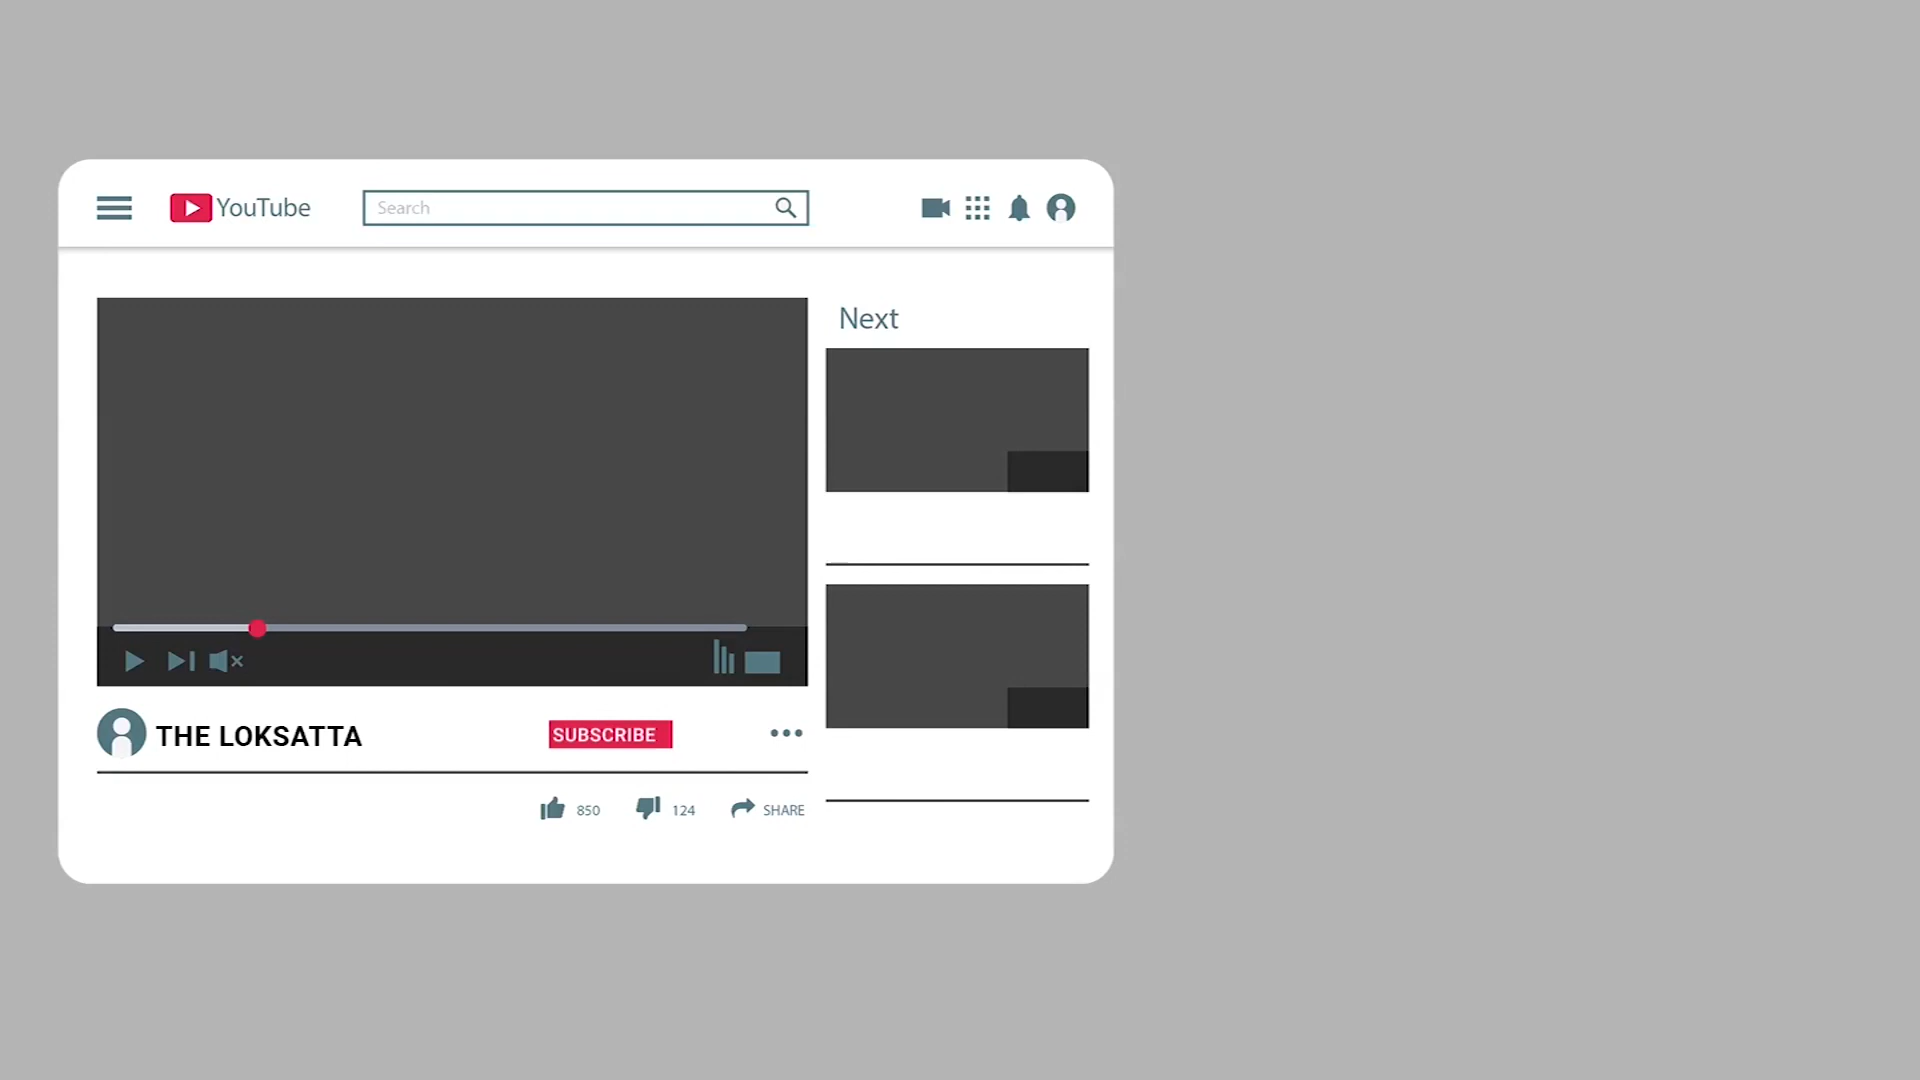 YouTube
Search
Next
THE LOKSATTA
SUBSCRIBE
850
124
SHARE